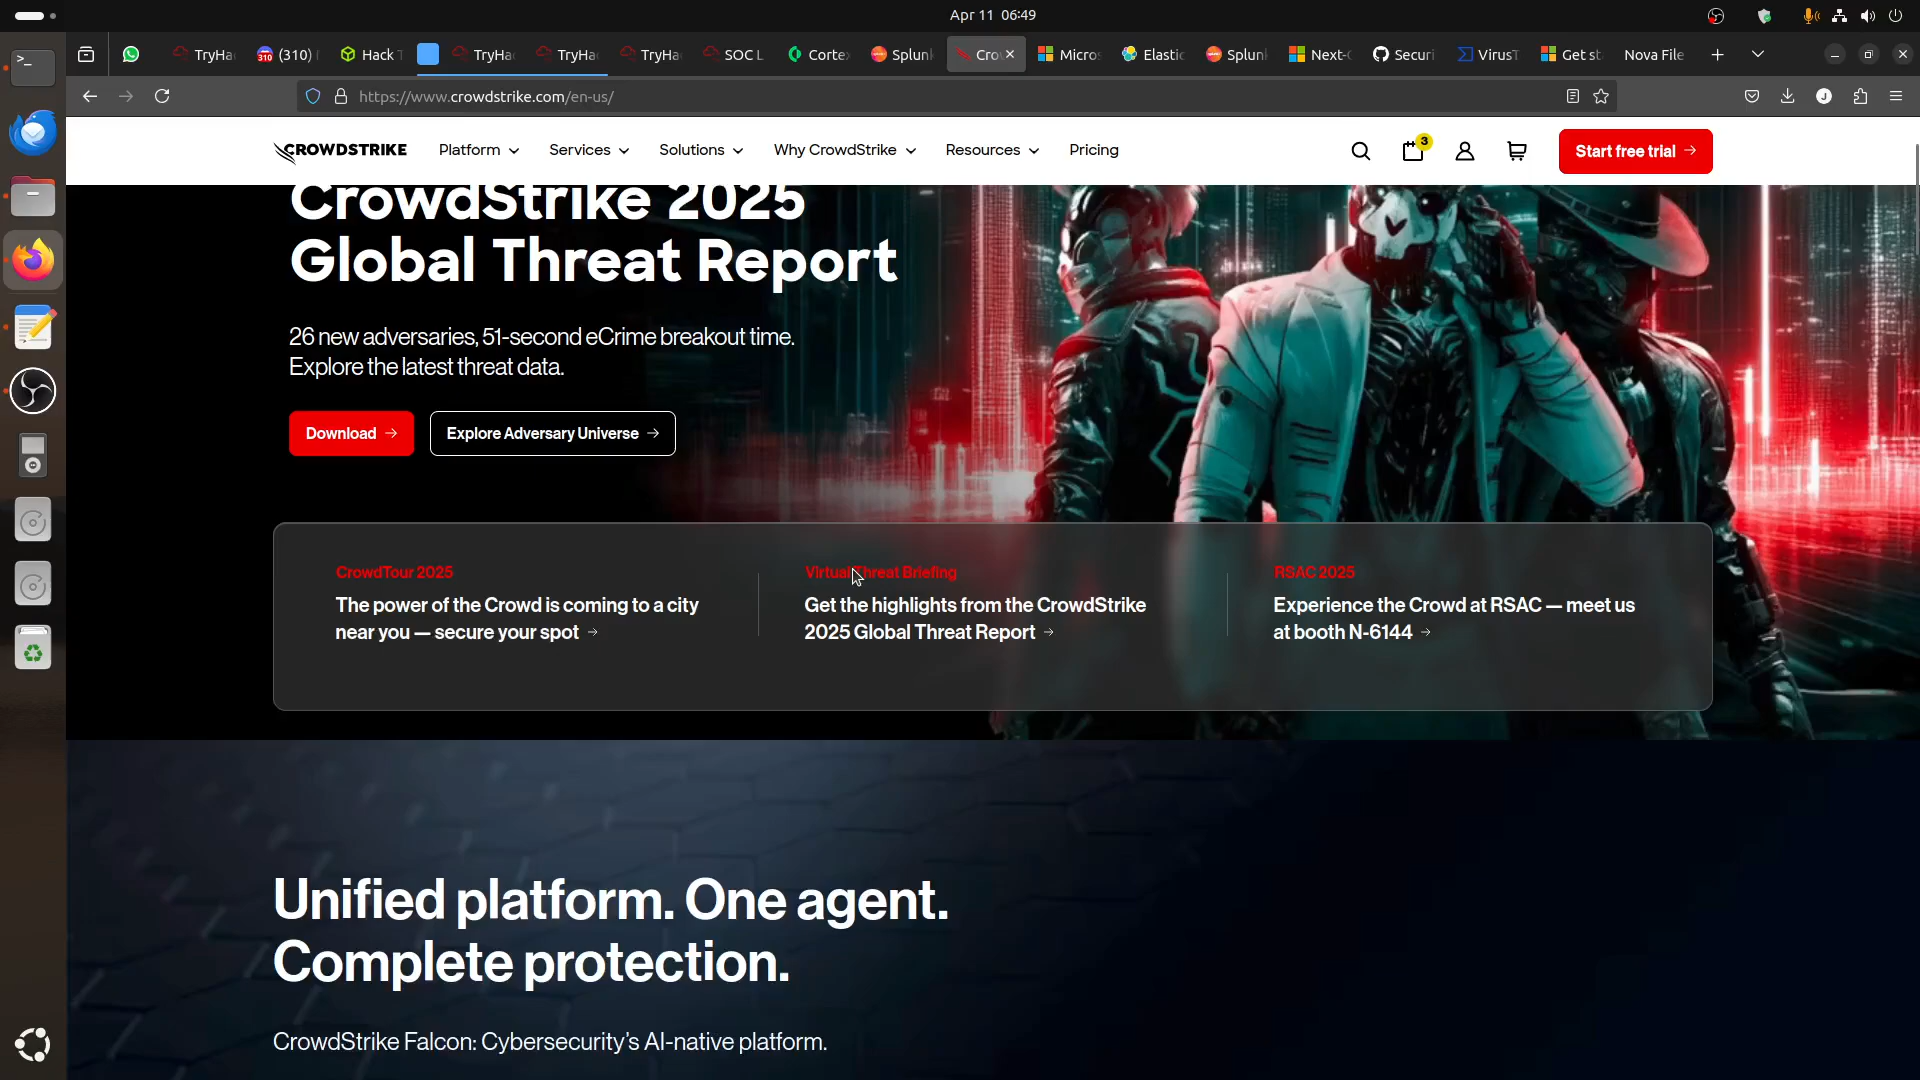 Apr 11 06:49
TryHa
(310)
Hack T
TryHa
TryHa
TryHa
SOC L
Corte
Splun
Cro
Micros
Elastic
Splun
Next-
Securi
VirusT
Get st
Nova File
https://www.crowdstrike.com/en-us/
CROWDSTRIKE
Platform
Services
Solutions
Why CrowdStrike
Resources
Pricing
3
Start free trial →
CrowdStrike 2025
Global Threat Report
26 new adversaries, 51-second eCrime breakout time.
Explore the latest threat data.
Download →
Explore Adversary Universe →
CrowdTour 2025
The power of the Crowd is coming to a city
near you — secure your spot →
Virtual Threat Briefing
Get the highlights from the CrowdStrike
2025 Global Threat Report →
RSAC 2025
Experience the Crowd at RSAC — meet us
at booth N-6144 →
Unified platform. One agent.
Complete protection.
CrowdStrike Falcon: Cybersecurity's AI-native platform.